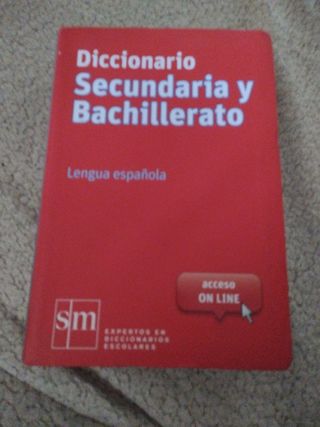 Diccionario
Secundaria y
Bachillerato
Lengua española
acceso
ON LINE
sm
EXPERTOS EN
DICCIONARIOS
ESCOLARES